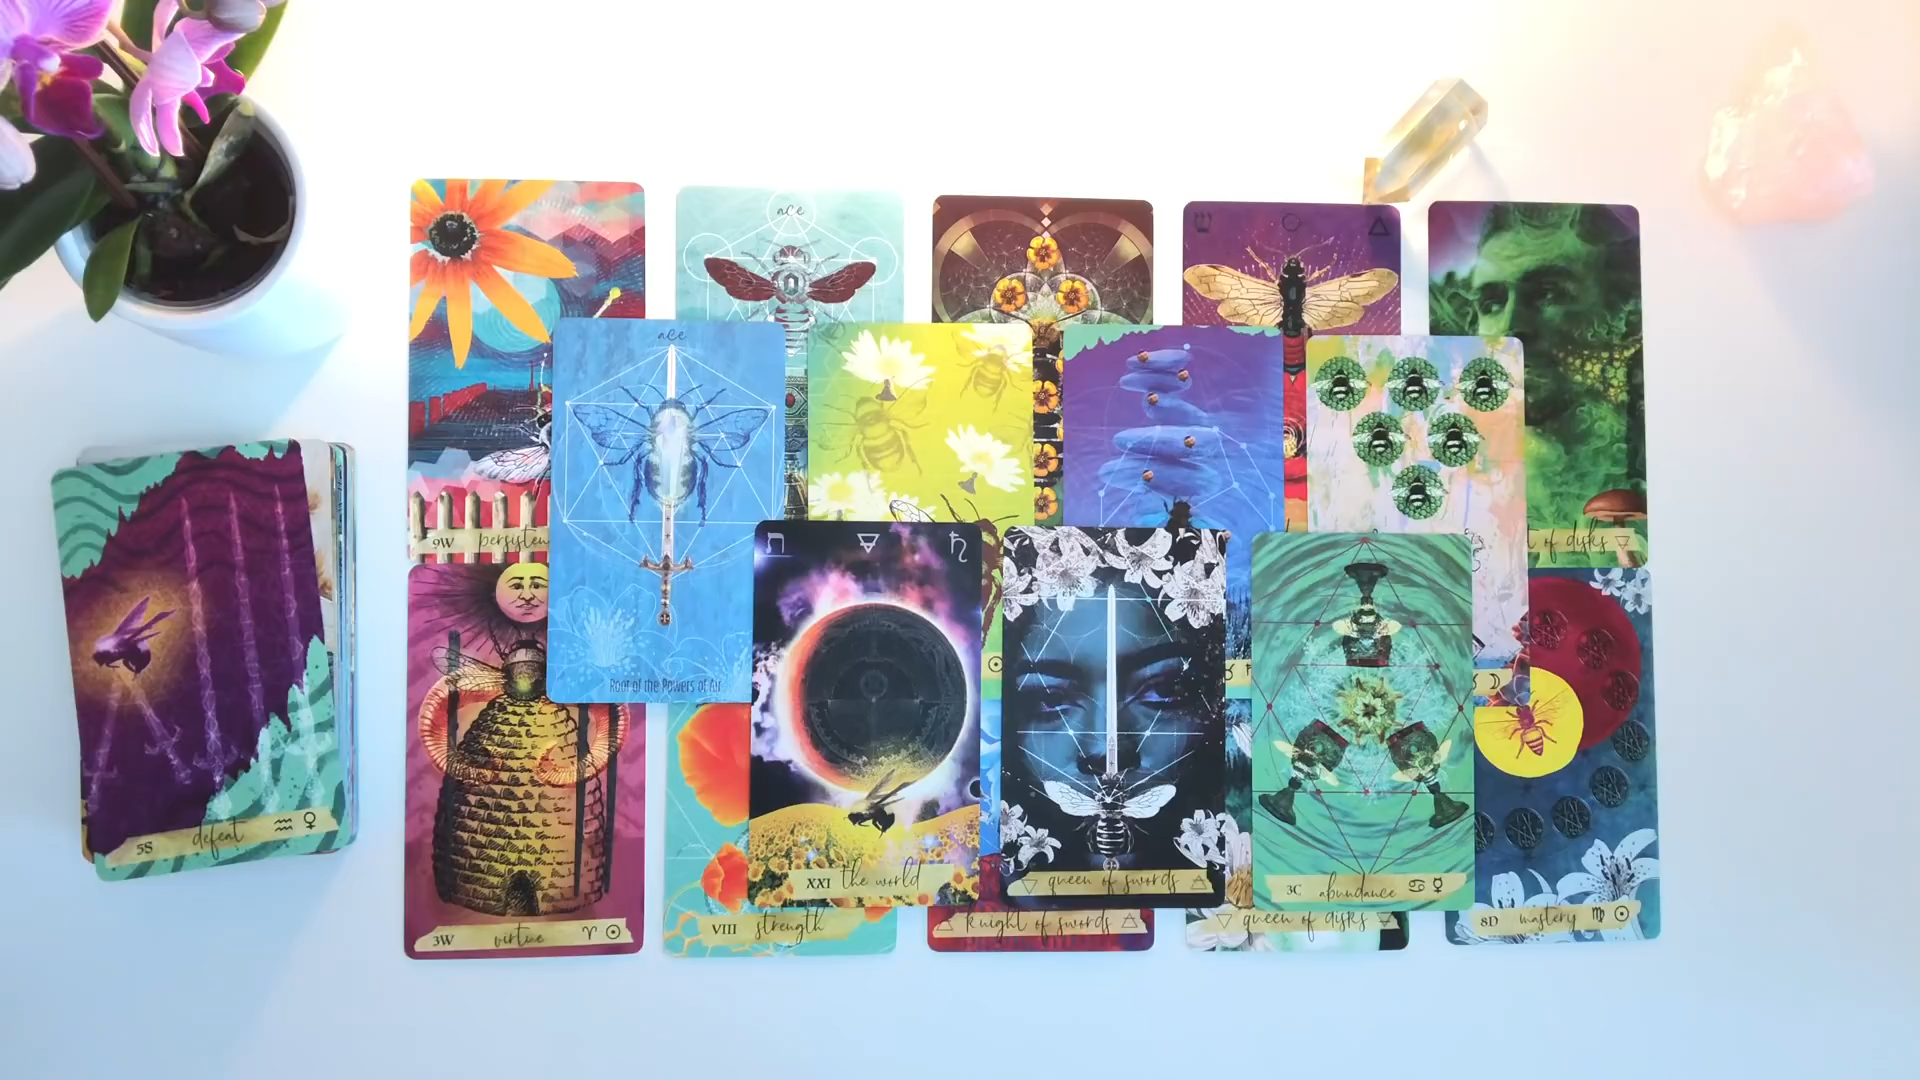 ace
ace
9W persisten
t of disks
Root of the Powers of Air
5S defeat
XXI the world
queen of swords
3C abundance
3W virtue
VIII strength
knight of swords
queen of disks
8D mastery